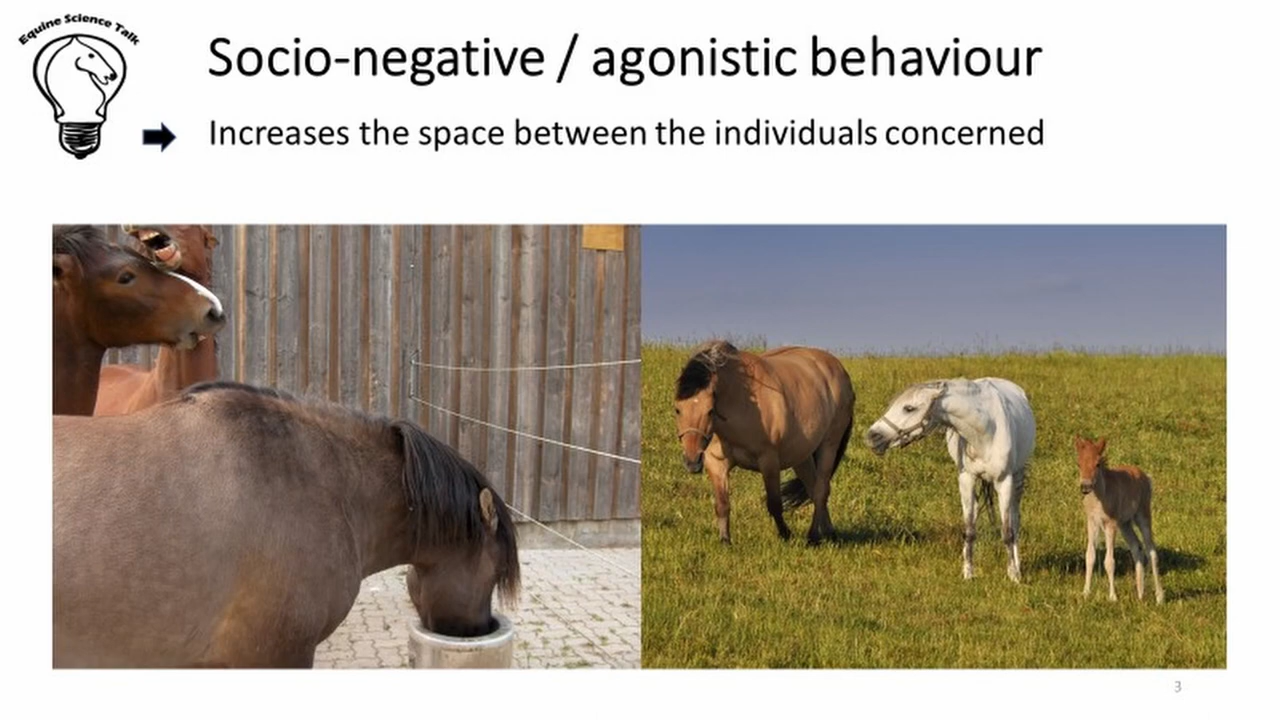 Equine Science Talk
Socio-negative / agonistic behaviour
Increases the space between the individuals concerned
3